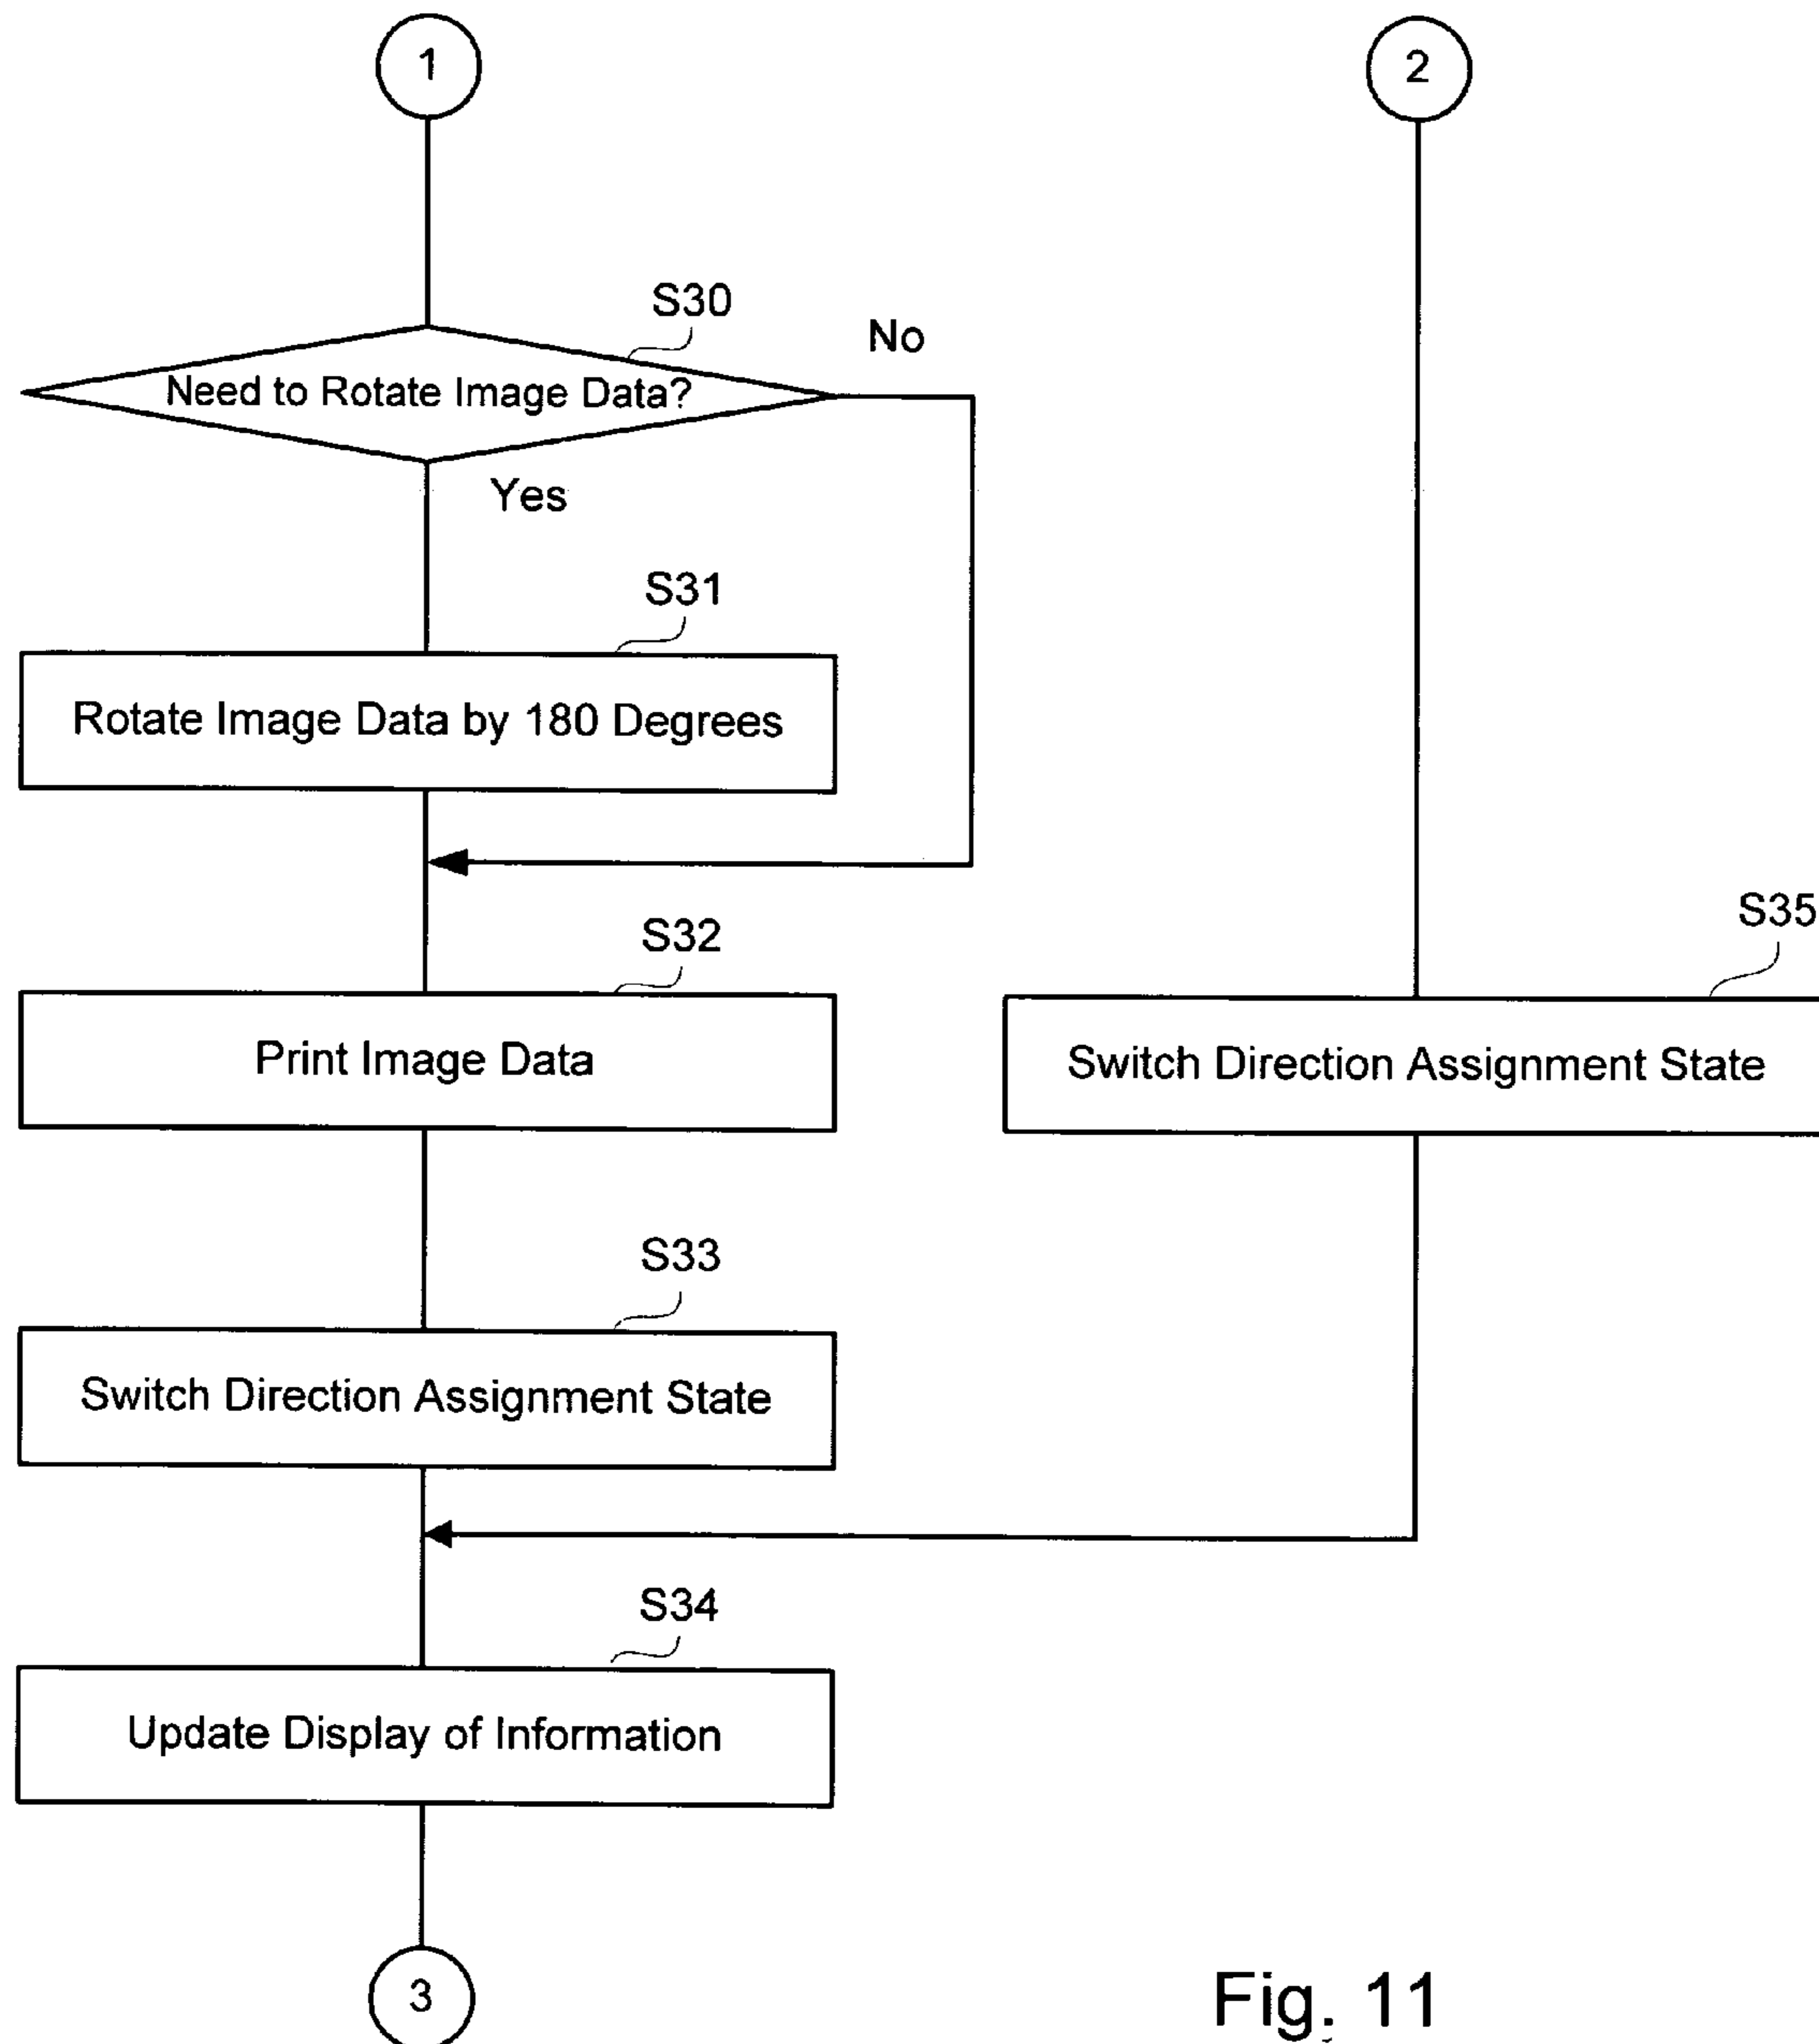 1
2
S30
No
Need to Rotate Image Data?
Yes
S31
Rotate Image Data by 180 Degrees
S32
Print Image Data
S35
Switch Direction Assignment State
S33
Switch Direction Assignment State
S34
Update Display of Information
3
Fig. 11